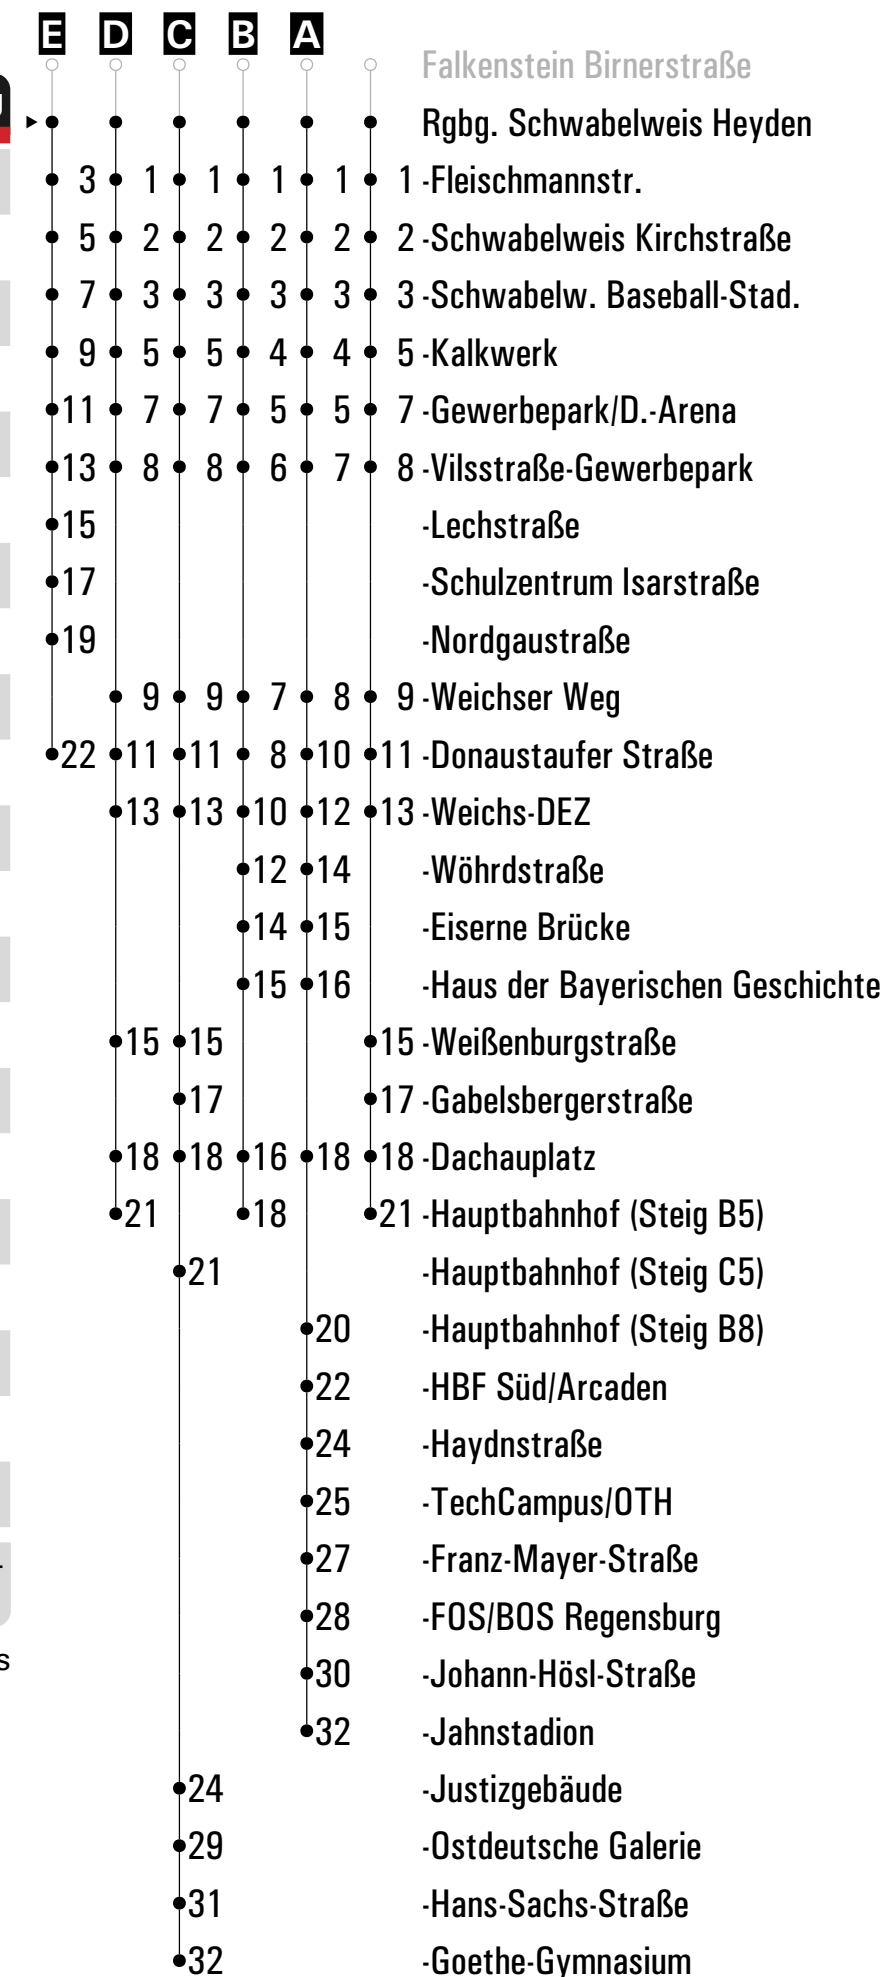 E D C B A
Falkenstein Birnerstraße
Rgbg. Schwabelweis Heyden
3 1 1 1 1 1 -Fleischmannstr.
5 2 2 2 2 2 -Schwabelweis Kirchstraße
7 3 3 3 3 3 -Schwabelw. Baseball-Stad.
9 5 5 4 4 5 -Kalkwerk
11 7 7 5 5 7 -Gewerbepark/D.-Arena
13 8 8 6 7 8 -Vilsstraße-Gewerbepark
15 -Lechstraße
17 -Schulzentrum Isarstraße
19 -Nordgaustraße
9 9 7 8 9 -Weichser Weg
22 11 11 8 10 11 -Donaustaufer Straße
13 13 10 12 13 -Weichs-DEZ
12 14 -Wöhrdstraße
14 15 -Eiserne Brücke
15 16 -Haus der Bayerischen Geschichte
15 15 15 -Weißenburgstraße
17 17 -Gabelsbergerstraße
18 18 16 18 18 -Dachauplatz
21 18 21 -Hauptbahnhof (Steig B5)
21 -Hauptbahnhof (Steig C5)
20 -Hauptbahnhof (Steig B8)
22 -HBF Süd/Arcaden
24 -Haydnstraße
25 -TechCampus/OTH
27 -Franz-Mayer-Straße
28 -FOS/BOS Regensburg
30 -Johann-Hösl-Straße
32 -Jahnstadion
24 -Justizgebäude
29 -Ostdeutsche Galerie
31 -Hans-Sachs-Straße
32 -Goethe-Gymnasium